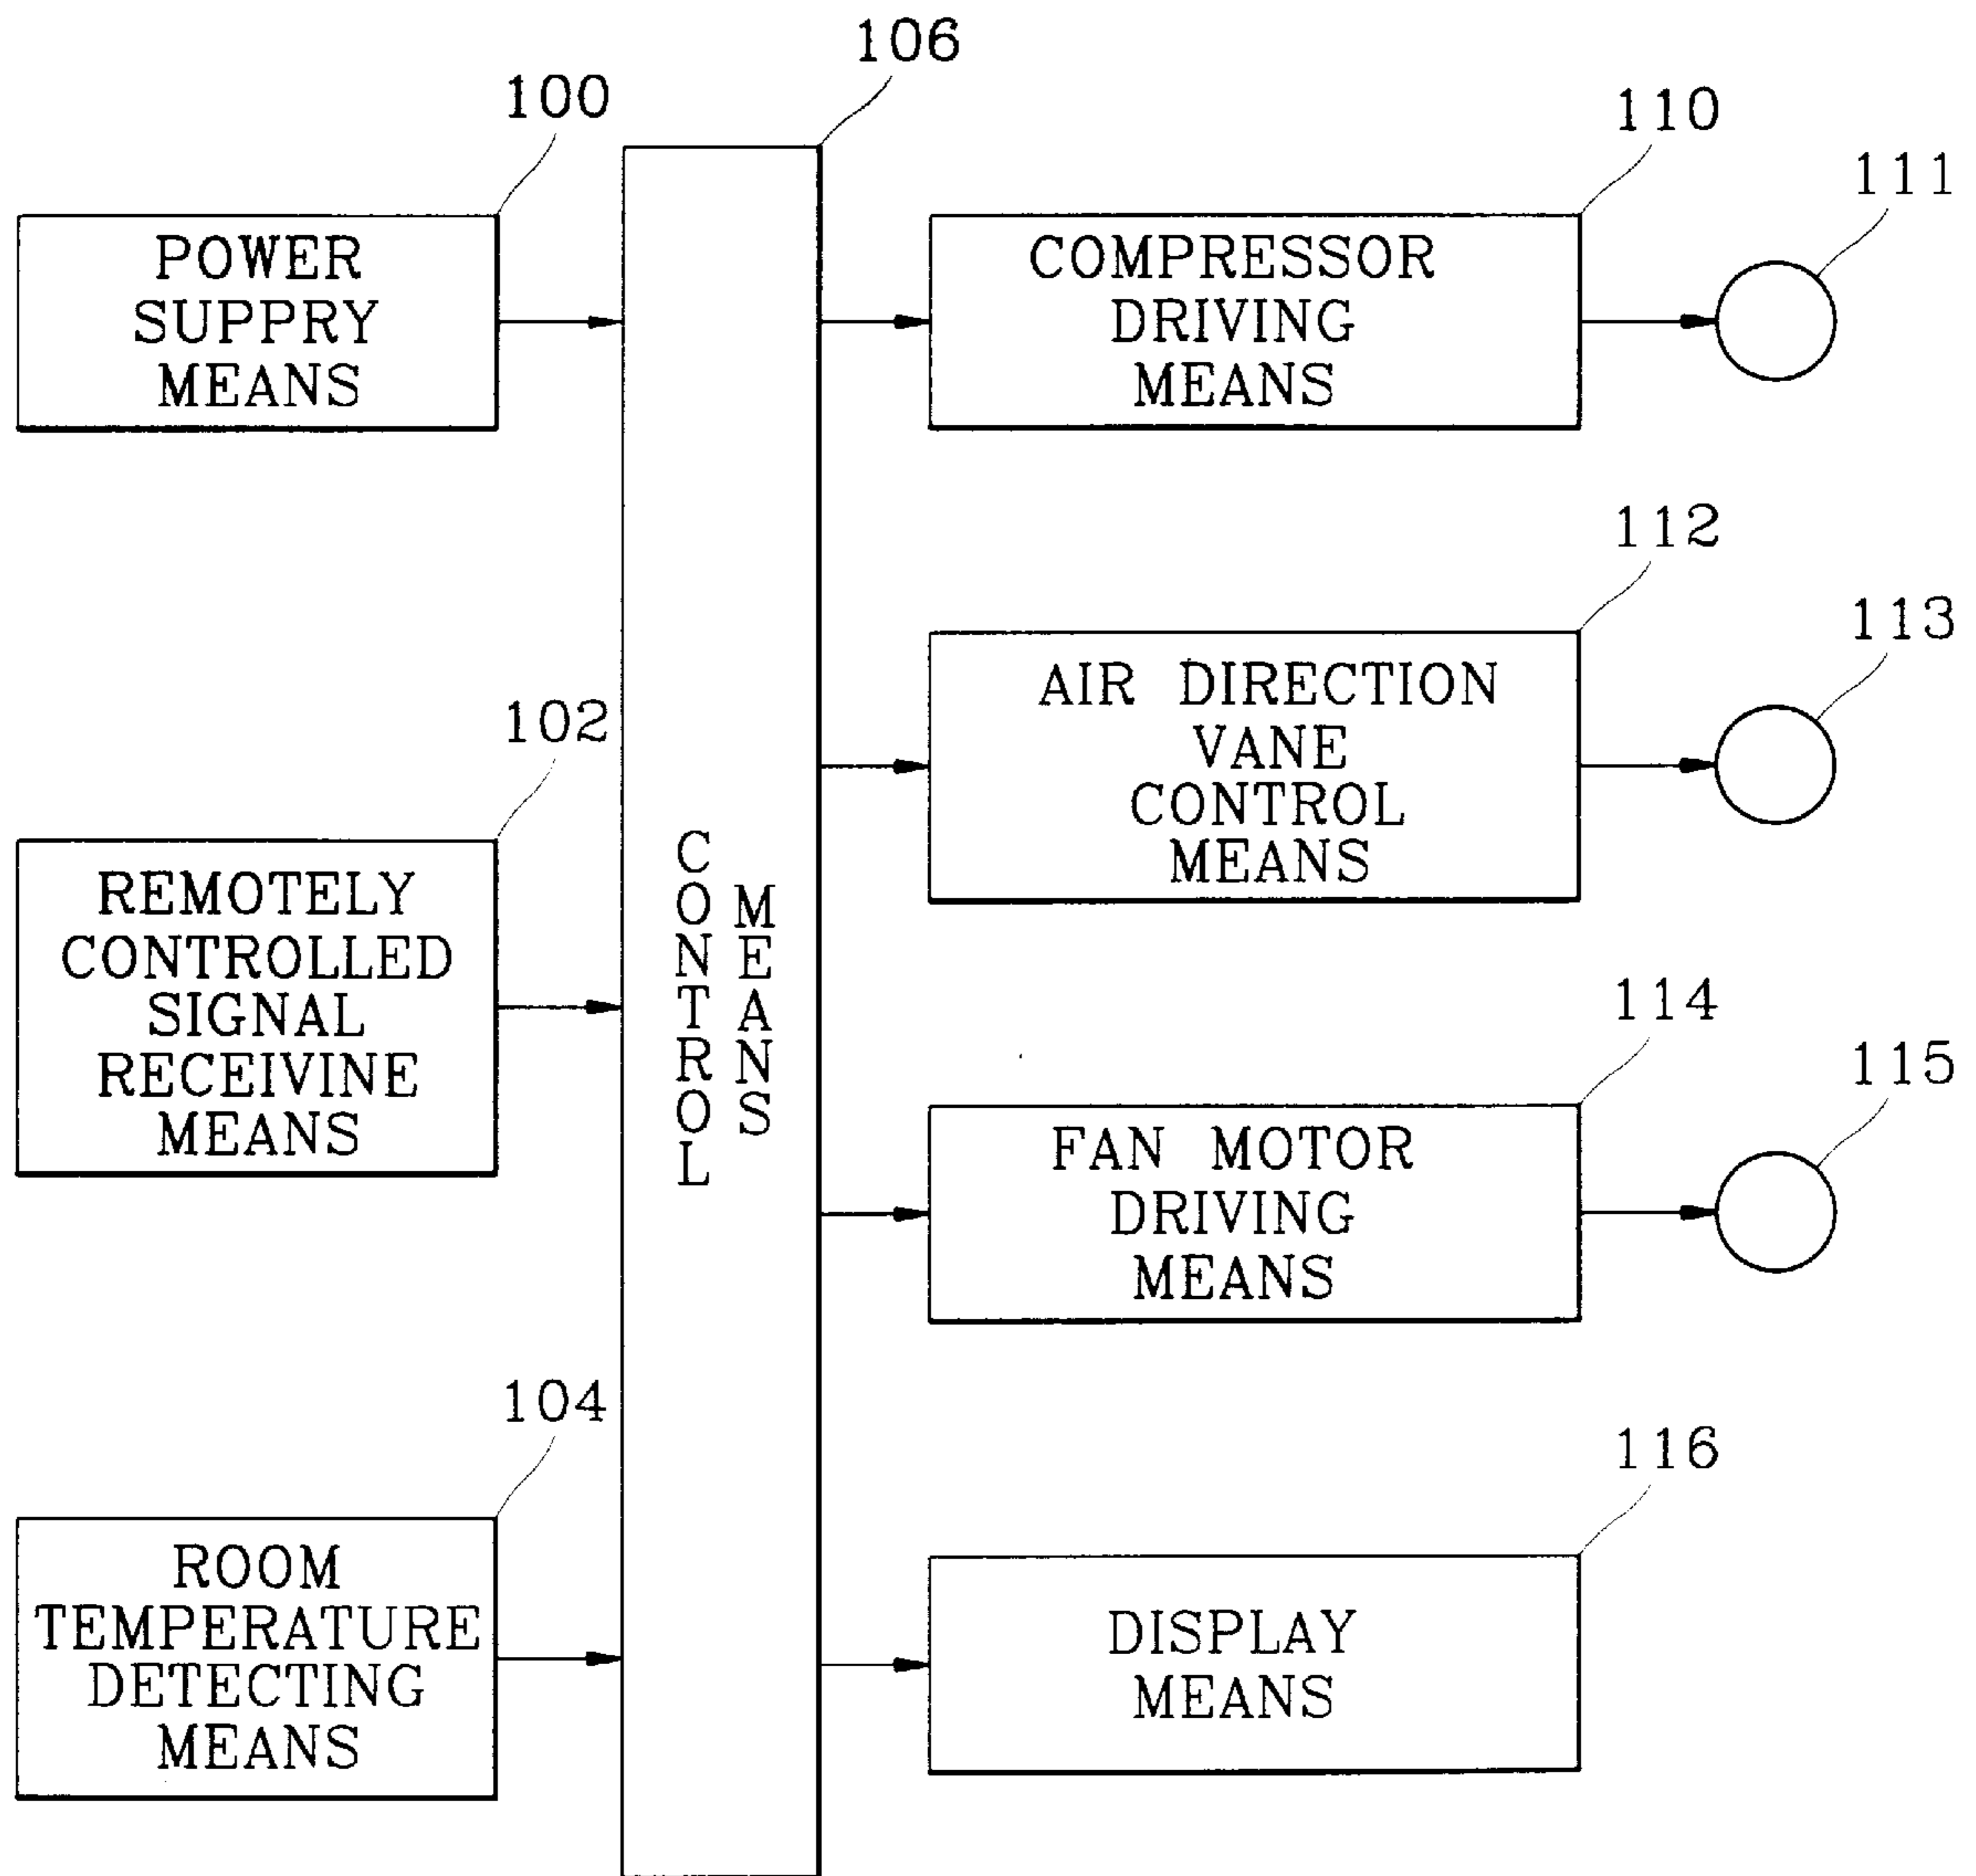 106
100
110
111
POWER
SUPPRY
MEANS
COMPRESSOR
DRIVING
MEANS
112
113
102
AIR DIRECTION
VANE
CONTROL
MEANS
REMOTELY
CONTROLLED
SIGNAL
RECEIVINE
MEANS
CONTROL
MEANS
114
115
FAN MOTOR
DRIVING
MEANS
104
116
ROOM
TEMPERATURE
DETECTING
MEANS
DISPLAY
MEANS